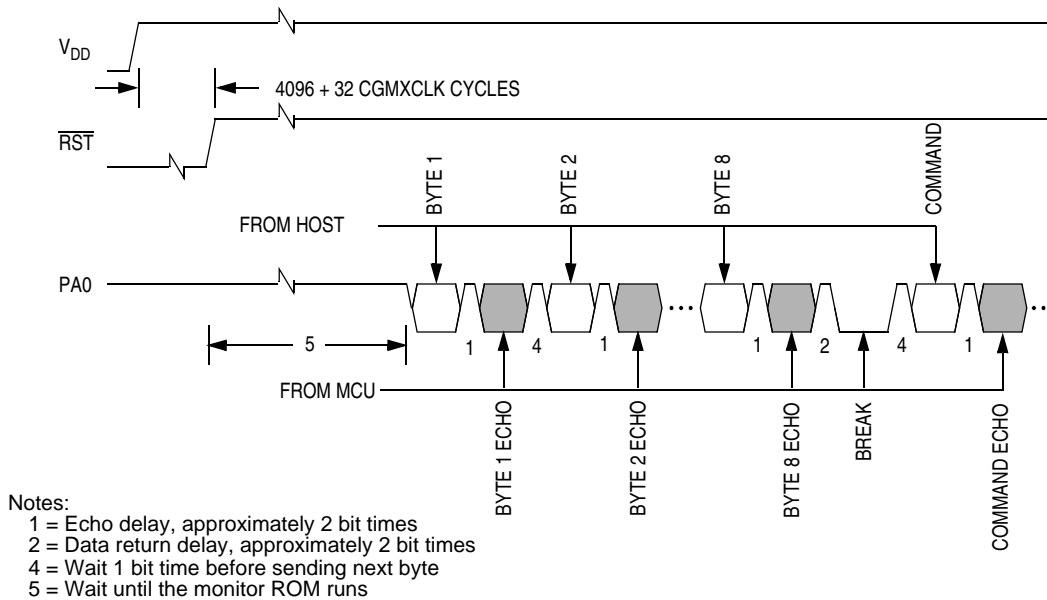 VDD
4096 + 32 CGMXCLK CYCLES
RST
FROM HOST
BYTE 1
BYTE 2
BYTE 8
COMMAND
PA0
5
1
4
1
1
2
4
1
FROM MCU
BYTE 1 ECHO
BYTE 2 ECHO
BYTE 8 ECHO
BREAK
COMMAND ECHO
Notes:
1 = Echo delay, approximately 2 bit times
2 = Data return delay, approximately 2 bit times
4 = Wait 1 bit time before sending next byte
5 = Wait until the monitor ROM runs